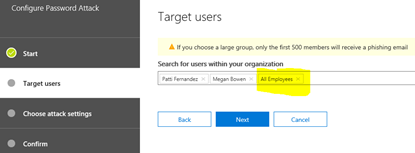 Configure Password Attack
Start
Target users
Choose attack settings
Confirm
Target users
If you choose a large group, only the first 500 members will receive a phishing email
Search for users within your organization
Patti Fernandez × Megan Bowen × All Employees ×
Back Next Cancel